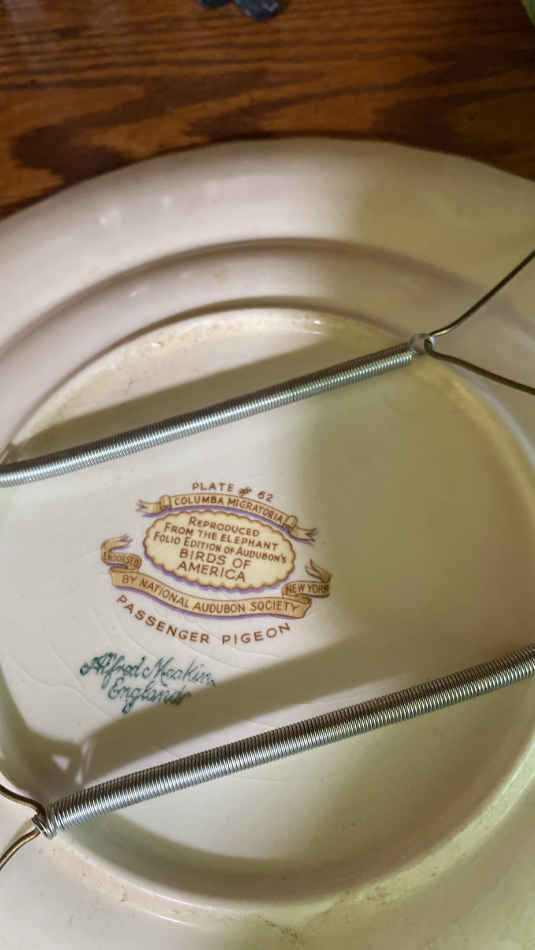 PLATE # 62
COLUMBA MIGRATORIA
REPRODUCED
FROM THE ELEPHANT
FOLIO EDITION OF AUDUBON'S
BIRDS OF
AMERICA
ENDORSED
BY NATIONAL AUDUBON SOCIETY
NEW YORK
PASSENGER PIGEON
Alfred Meakin
England